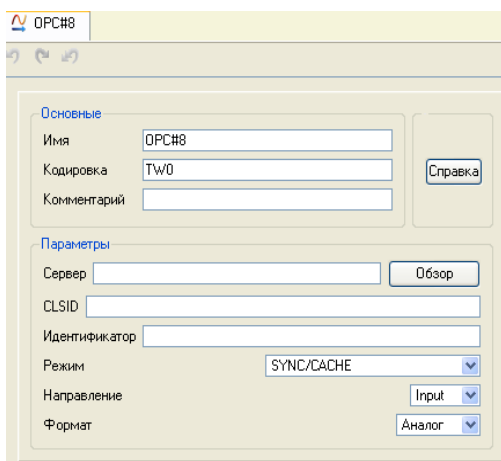 OPC#8
Основные
Имя OPC#8
Кодировка TW0
Справка
Комментарий
Параметры
Сервер Обзор
CLSID
Идентификатор
Режим SYNC/CACHE
Направление Input
Формат Аналог